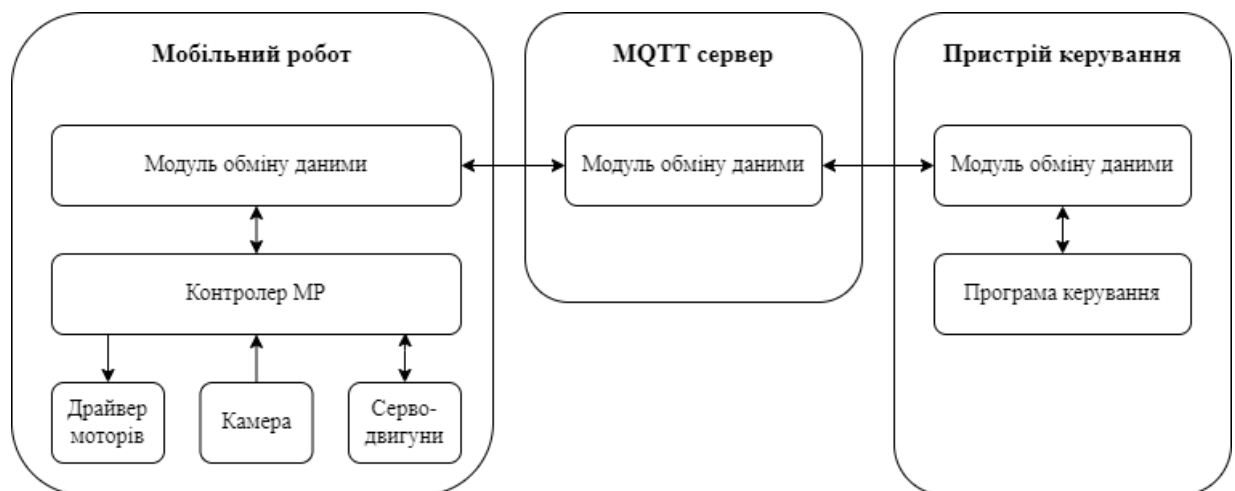 Мобільний робот
MQTT сервер
Пристрій керування
Модуль обміну даними
Модуль обміну даними
Модуль обміну даними
Контролер МР
Програма керування
Драйвер
моторів
Камера
Серво-
двигуни